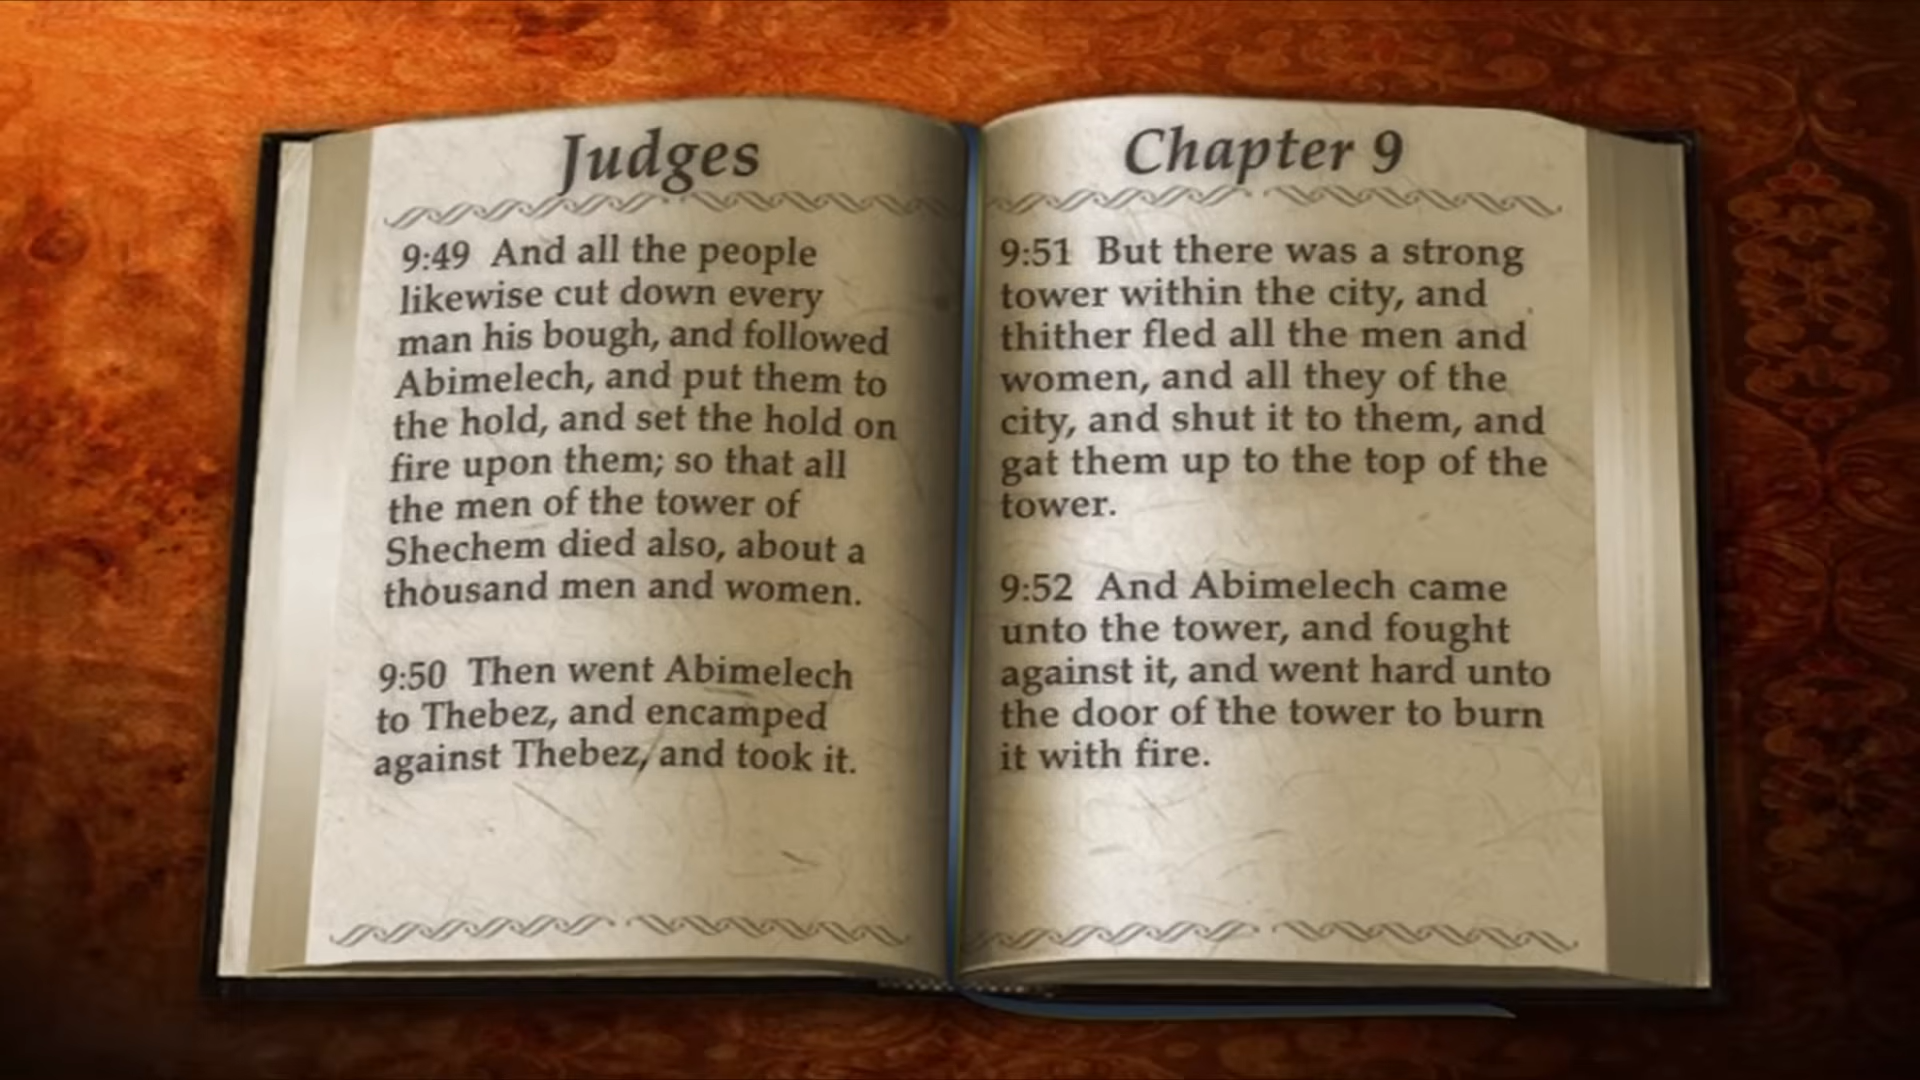 Judges
9:49 And all the people
likewise cut down every
man his bough, and followed
Abimelech, and put them to
the hold, and set the hold on
fire upon them; so that all
the men of the tower of
Shechem died also, about a
thousand men and women.
9:50 Then went Abimelech
to Thebez, and encamped
against Thebez, and took it.
Chapter 9
9:51 But there was a strong
tower within the city, and
thither fled all the men and
women, and all they of the
city, and shut it to them, and
gat them up to the top of the
tower.
9:52 And Abimelech came
unto the tower, and fought
against it, and went hard unto
the door of the tower to burn
it with fire.